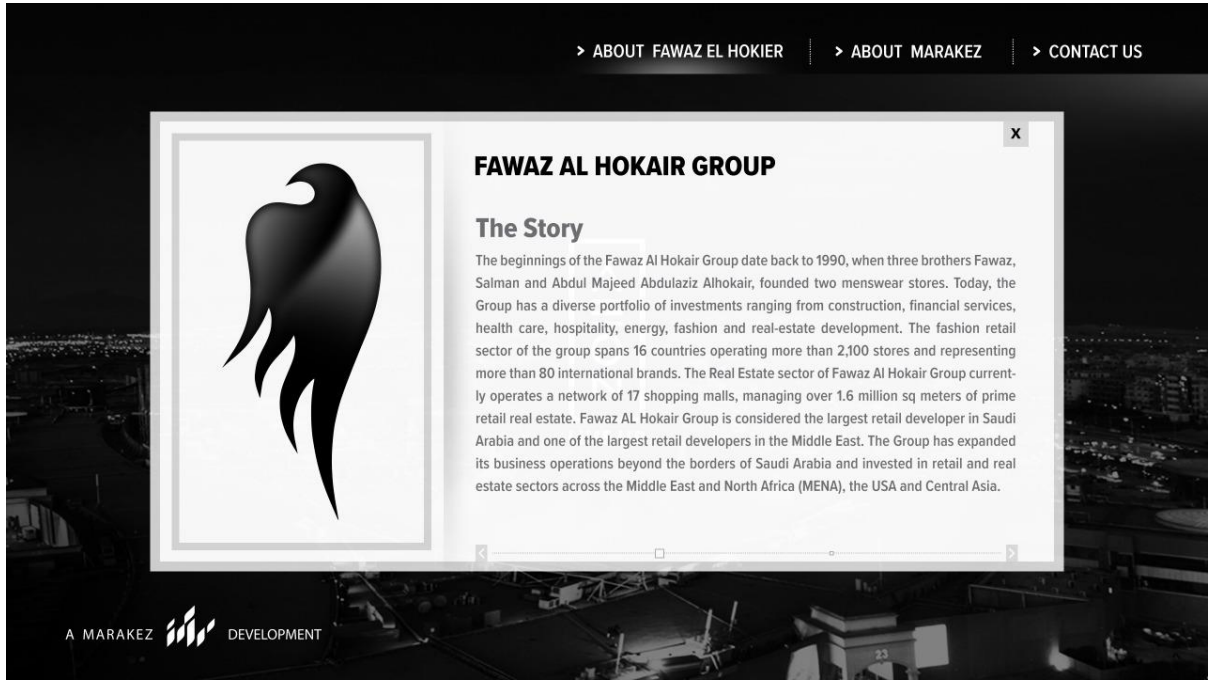 > ABOUT FAWAZ EL HOKIER
> ABOUT MARAKEZ
> CONTACT US
X
FAWAZ AL HOKAIR GROUP
The Story
The beginnings of the Fawaz Al Hokair Group date back to 1990, when three brothers Fawaz,
Salman and Abdul Majeed Abdulaziz Alhokair, founded two menswear stores. Today, the
Group has a diverse portfolio of investments ranging from construction, financial services,
health care, hospitality, energy, fashion and real-estate development. The fashion retail
sector of the group spans 16 countries operating more than 2,100 stores and representing
more than 80 international brands. The Real Estate sector of Fawaz Al Hokair Group current-
ly operates a network of 17 shopping malls, managing over 1.6 million sq meters of prime
retail real estate. Fawaz AL Hokair Group is considered the largest retail developer in Saudi
Arabia and one of the largest retail developers in the Middle East. The Group has expanded
its business operations beyond the borders of Saudi Arabia and invested in retail and real
estate sectors across the Middle East and North Africa (MENA), the USA and Central Asia.
A MARAKEZ DEVELOPMENT
23